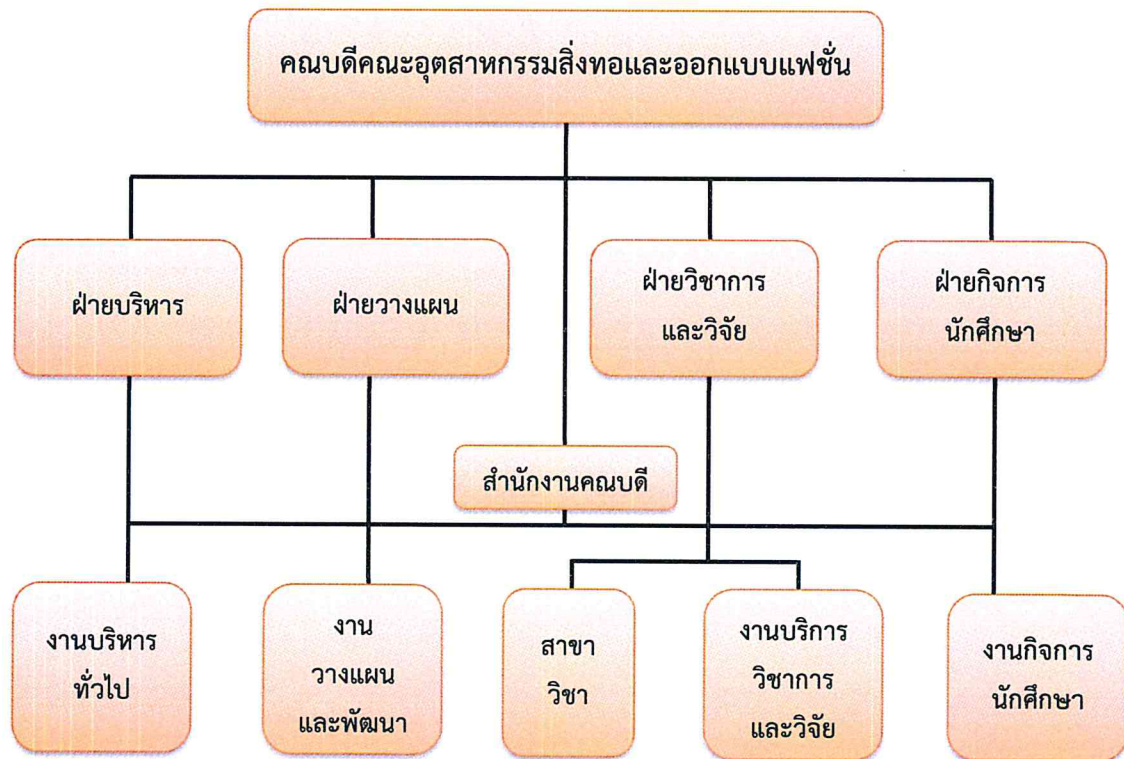 คณบดีคณะอุตสาหกรรมสิ่งทอและออกแบบแฟชั่น
ฝ่ายบริหาร
ฝ่ายวางแผน
ฝ่ายวิชาการ
และวิจัย
ฝ่ายกิจการ
นักศึกษา
สำนักงานคณบดี
งานบริหาร
ทั่วไป
งาน
วางแผน
และพัฒนา
สาขา
วิชา
งานบริการ
วิชาการ
และวิจัย
งานกิจการ
นักศึกษา